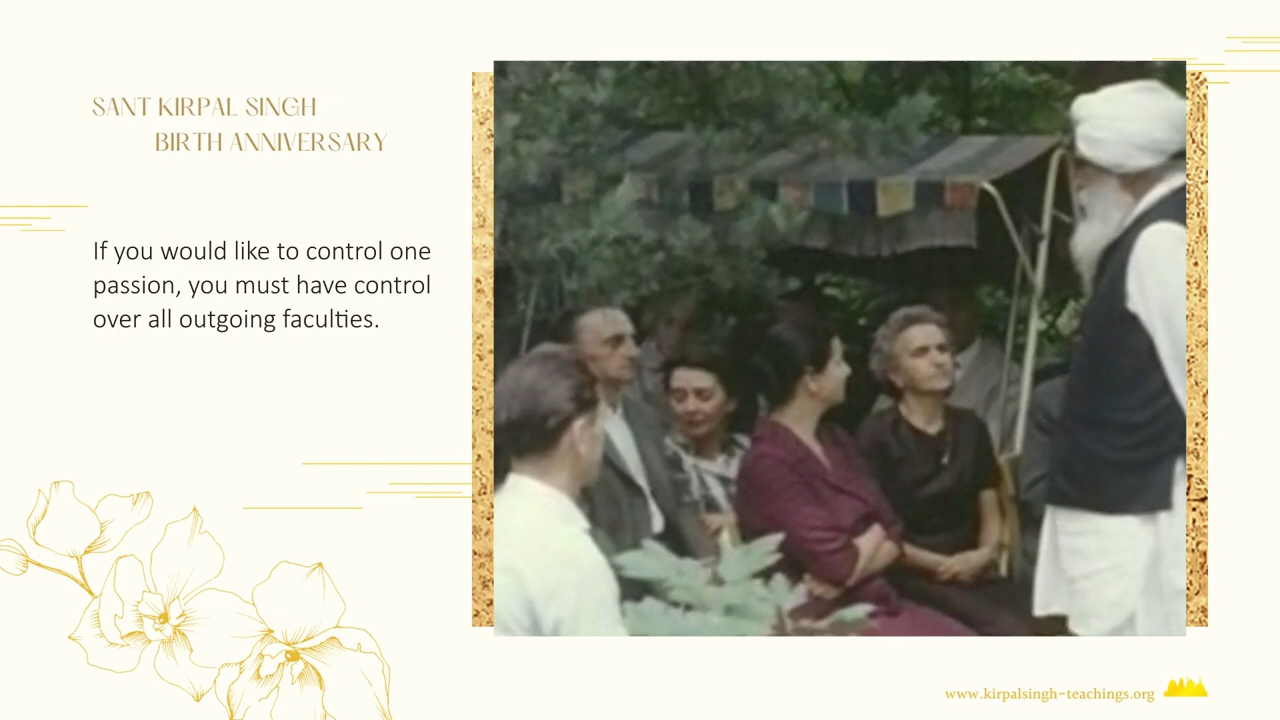 SANT KIRPAL SINGH
BIRTH ANNIVERSARY
If you would like to control one
passion, you must have control
over all outgoing faculties.
www.kirpalsingh-teachings.org